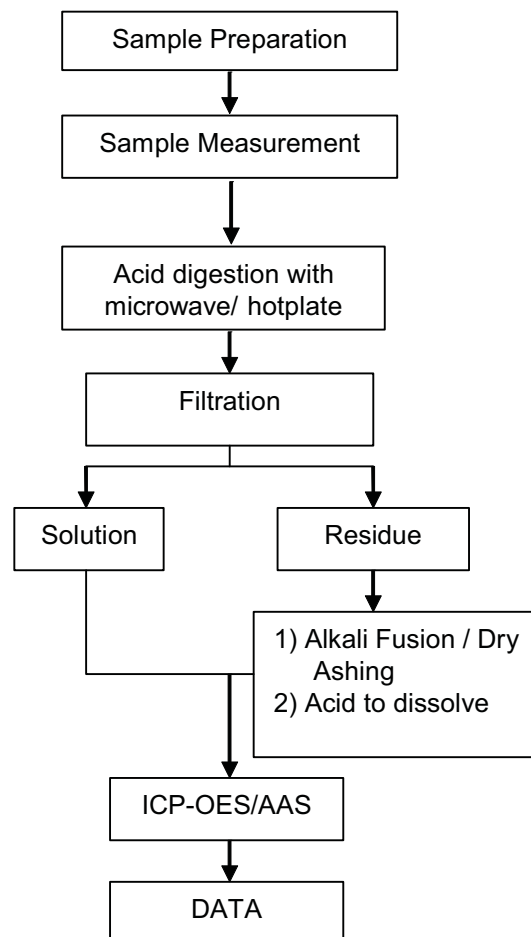 Sample Preparation
Sample Measurement
Acid digestion with
microwave/ hotplate
Filtration
Solution
Residue
1) Alkali Fusion / Dry
Ashing
2) Acid to dissolve
ICP-OES/AAS
DATA